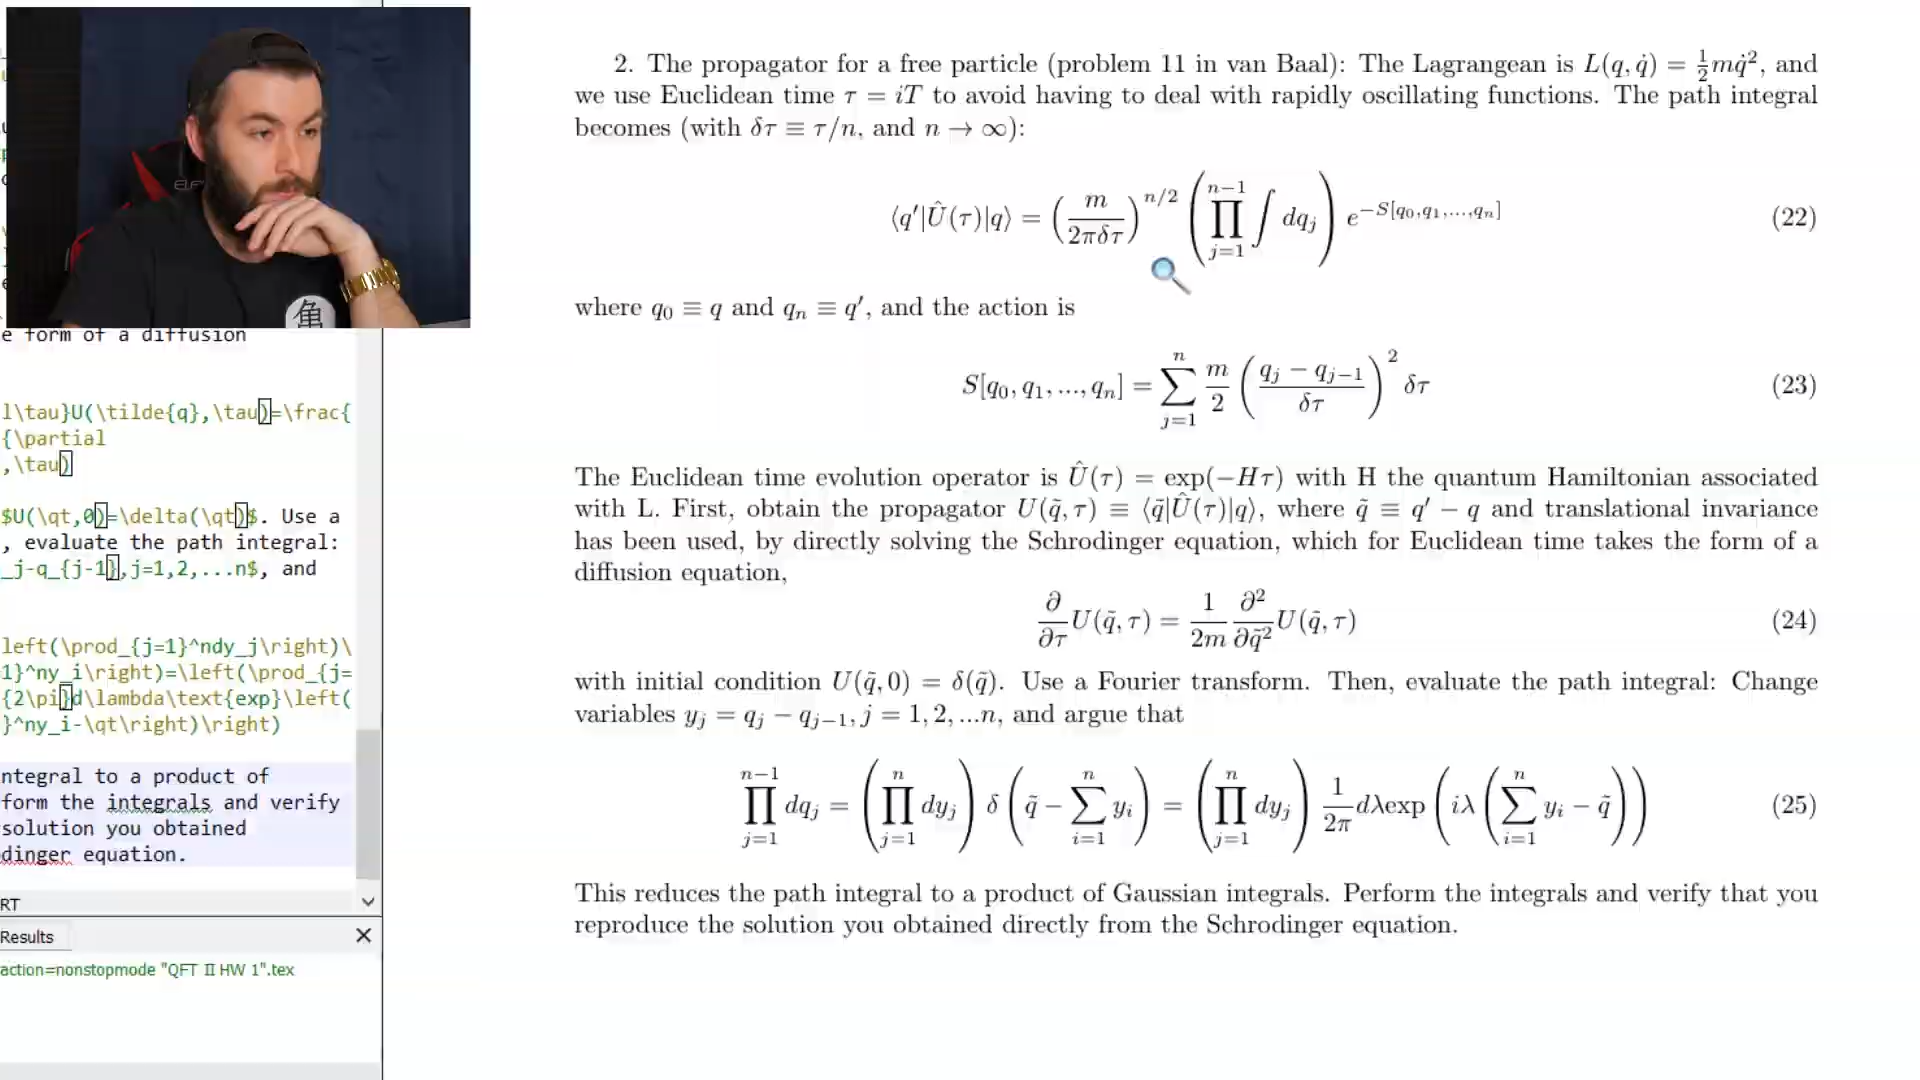 2. The propagator for a free particle (problem 11 in van Baal): The Lagrangean is L(q, q̇) = ½mq̇², and
we use Euclidean time τ = iT to avoid having to deal with rapidly oscillating functions. The path integral
becomes (with δτ ≡ τ/n, and n → ∞):
⟨q′|Û(τ)|q⟩ = (m/2πδτ)^{n/2} (∏_{j=1}^{n−1} ∫ dq_j) e^{−S[q₀,q₁,...,qₙ]} (22)
where q₀ ≡ q and qₙ ≡ q′, and the action is
S[q₀, q₁, ..., qₙ] = ∑_{j=1}^{n} m/2 ((q_j − q_{j−1})/δτ)² δτ (23)
The Euclidean time evolution operator is Û(τ) = exp(−Hτ) with H the quantum Hamiltonian associated
with L. First, obtain the propagator U(q̃, τ) ≡ ⟨q̃|Û(τ)|q⟩, where q̃ ≡ q′ − q and translational invariance
has been used, by directly solving the Schrodinger equation, which for Euclidean time takes the form of a
diffusion equation,
∂/∂τ U(q̃, τ) = 1/2m ∂²/∂q̃² U(q̃, τ) (24)
with initial condition U(q̃, 0) = δ(q̃). Use a Fourier transform. Then, evaluate the path integral: Change
variables y_j = q_j − q_{j−1}, j = 1, 2, ...n, and argue that
∏_{j=1}^{n−1} dq_j = (∏_{j=1}^{n} dy_j) δ (q̃ − ∑_{i=1}^{n} y_i) = (∏_{j=1}^{n} dy_j) 1/2π dλexp (iλ (∑_{i=1}^{n} y_i − q̃)) (25)
This reduces the path integral to a product of Gaussian integrals. Perform the integrals and verify that you
reproduce the solution you obtained directly from the Schrodinger equation.
e form of a diffusion
l\tau}U(\tilde{q},\tau)=\frac{
{\partial
,\tau)
$U(\qt,0)=\delta(\qt)$. Use a
, evaluate the path integral:
_j-q_{j-1},j=1,2,...n$, and
left(\prod_{j=1}^ndy_j\right)\
1}^ny_i\right)=\left(\prod_{j=
{2\pi}d\lambda\text{exp}\left(
}^ny_i-\qt\right)\right)
ntegral to a product of
form the integrals and verify
solution you obtained
dinger equation.
RT
Results
action=nonstopmode "QFT II HW 1".tex
亀